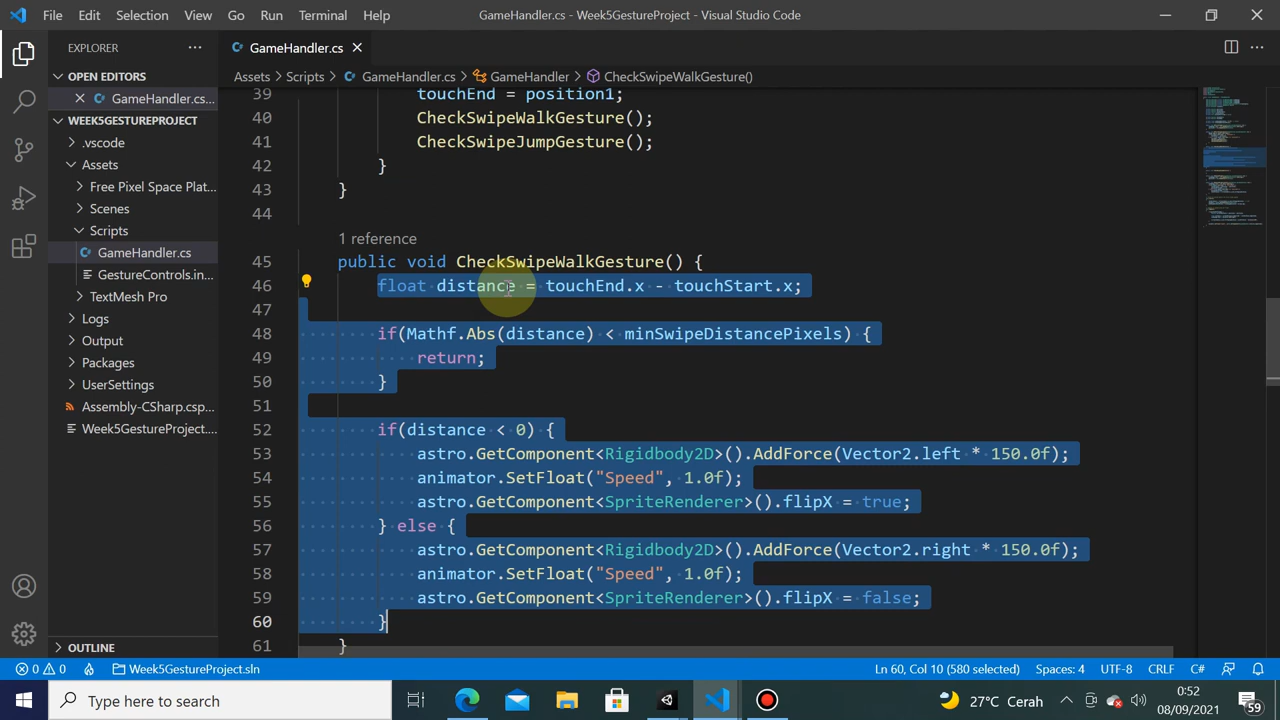 File Edit Selection View Go Run Terminal Help GameHandler.cs - Week5GestureProject - Visual Studio Code
EXPLORER ···
OPEN EDITORS
GameHandler.cs...
WEEK5GESTUREPROJECT
.vscode
Assets
Free Pixel Space Plat...
Scenes
Scripts
GameHandler.cs
GestureControls.in...
TextMesh Pro
Logs
Output
Packages
UserSettings
Assembly-CSharp.csp...
Week5GestureProject....
OUTLINE
GameHandler.cs
Assets > Scripts > GameHandler.cs > GameHandler > CheckSwipeWalkGesture()
39 touchEnd = position1;
40 CheckSwipeWalkGesture();
41 CheckSwipeJumpGesture();
42 }
43 }
44
1 reference
45 public void CheckSwipeWalkGesture() {
46 float distance = touchEnd.x - touchStart.x;
47
48 if(Mathf.Abs(distance) < minSwipeDistancePixels) {
49 return;
50 }
51
52 if(distance < 0) {
53 astro.GetComponent<Rigidbody2D>().AddForce(Vector2.left * 150.0f);
54 animator.SetFloat("Speed", 1.0f);
55 astro.GetComponent<SpriteRenderer>().flipX = true;
56 } else {
57 astro.GetComponent<Rigidbody2D>().AddForce(Vector2.right * 150.0f);
58 animator.SetFloat("Speed", 1.0f);
59 astro.GetComponent<SpriteRenderer>().flipX = false;
60 }
61 }
0 0 Week5GestureProject.sln Ln 60, Col 10 (580 selected) Spaces: 4 UTF-8 CRLF C#
Type here to search 27°C Cerah 0:52
08/09/2021 59